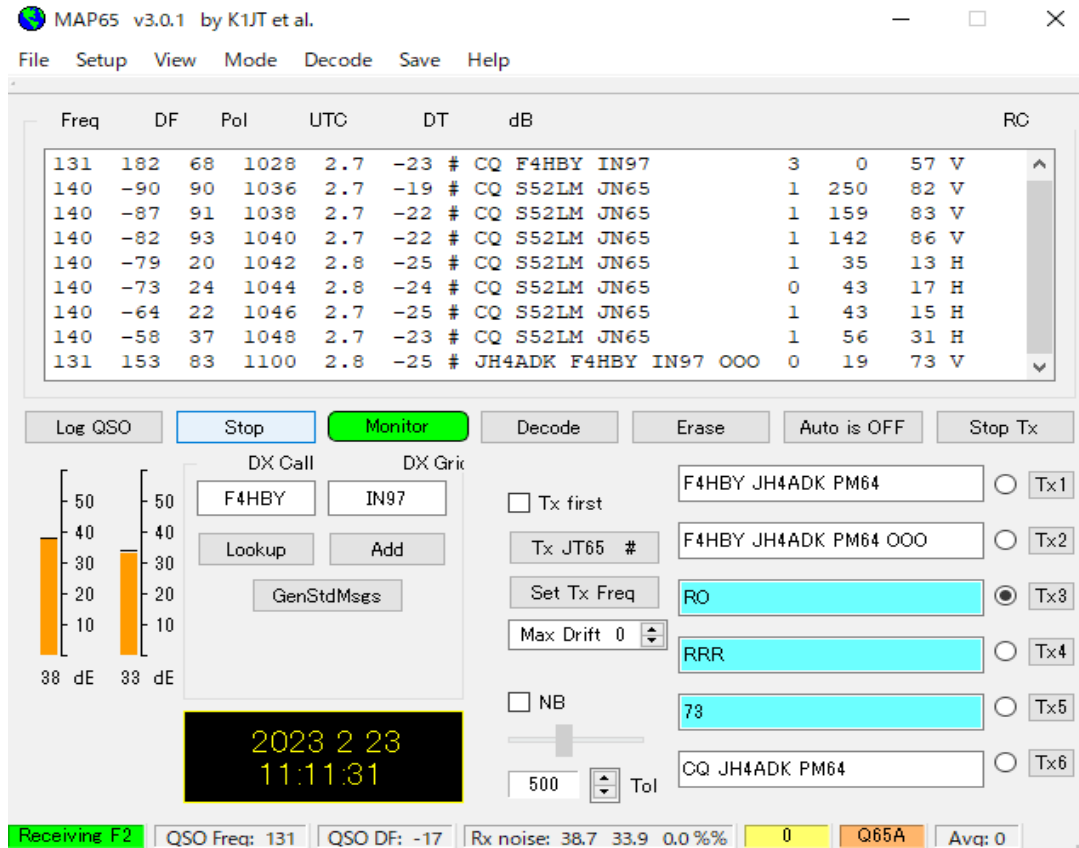 MAP65 v3.0.1 by K1JT et al.
File Setup View Mode Decode Save Help
Freq DF Pol UTC DT dB RC
131 182 68 1028 2.7 -23 # CQ F4HBY IN97 3 0 57 V
140 -90 90 1036 2.7 -19 # CQ S52LM JN65 1 250 82 V
140 -87 91 1038 2.7 -22 # CQ S52LM JN65 1 159 83 V
140 -82 93 1040 2.7 -22 # CQ S52LM JN65 1 142 86 V
140 -79 20 1042 2.8 -25 # CQ S52LM JN65 1 35 13 H
140 -73 24 1044 2.8 -24 # CQ S52LM JN65 0 43 17 H
140 -64 22 1046 2.7 -25 # CQ S52LM JN65 1 43 15 H
140 -58 37 1048 2.7 -23 # CQ S52LM JN65 1 56 31 H
131 153 83 1100 2.8 -25 # JH4ADK F4HBY IN97 OOO 0 19 73 V
Log QSO Stop Monitor Decode Erase Auto is OFF Stop Tx
DX Call DX Gric
F4HBY IN97
Lookup Add
GenStdMsgs
50 50
40 40
30 30
20 20
10 10
38 dE 33 dE
2023 2 23
11:11:31
Tx first
Tx JT65 #
Set Tx Freq
Max Drift 0
NB
500 Tol
F4HBY JH4ADK PM64 Tx1
F4HBY JH4ADK PM64 OOO Tx2
RO Tx3
RRR Tx4
73 Tx5
CQ JH4ADK PM64 Tx6
Receiving F2 QSO Freq: 131 QSO DF: -17 Rx noise: 38.7 33.9 0.0 %% 0 Q65A Avg: 0